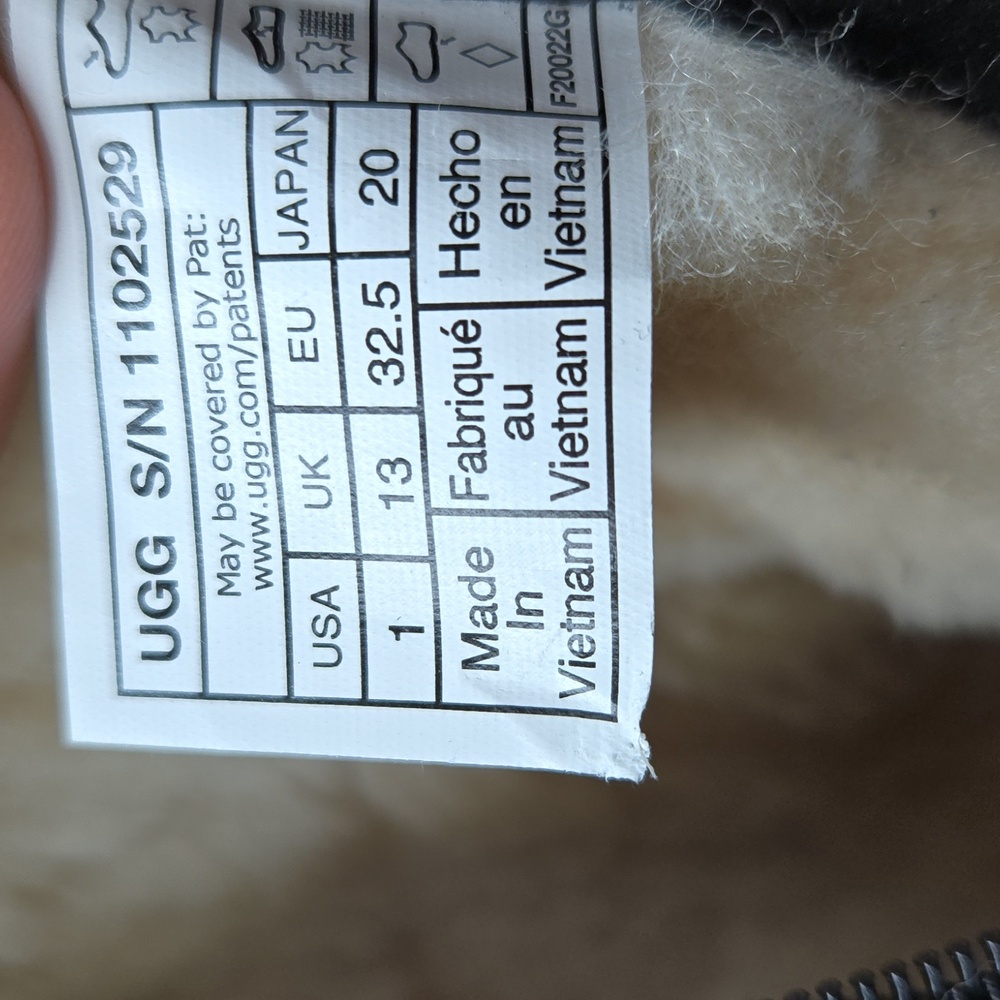 UGG S/N 1102529
May be covered by Pat:
www.ugg.com/patents
USA UK EU JAPAN
1 13 32.5 20
Made Fabriqué Hecho
In au en
Vietnam Vietnam Vietnam
F20022G